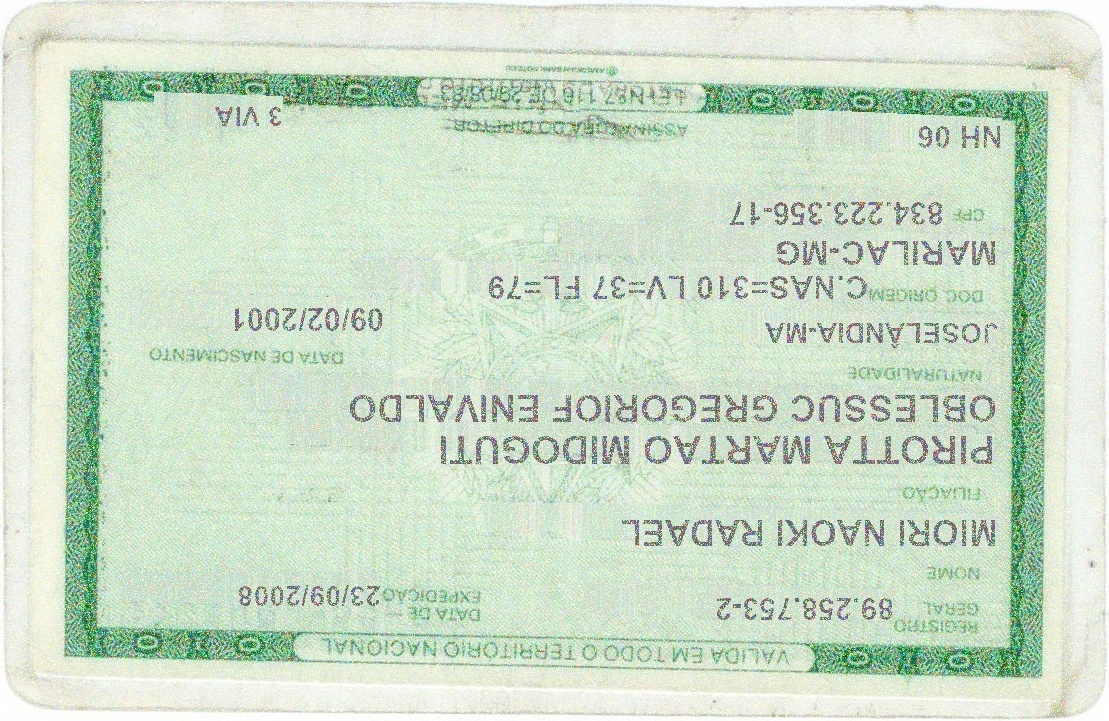 VALIDA EM TODO O TERRITÓRIO NACIONAL
REGISTRO GERAL 89.258.753-2 DATA DE EXPEDIÇÃO 23/09/2008
NOME
MIORI NAOKI RADAEL
FILIAÇÃO
PIROTTA MARTAO MIDOGUTI
OBLESSUC GREGORIOF ENIVALDO
NATURALIDADE DATA DE NASCIMENTO
JOSELÂNDIA-MA 09/02/2001
DOC ORIGEM C.NAS=310 LV=37 FL=79
MARILAC-MG
CPF 834.223.356-17
NH 06 3 VIA
ASSINATURA DO DIRETOR
LEI Nº 7.116 DE 29/08/83